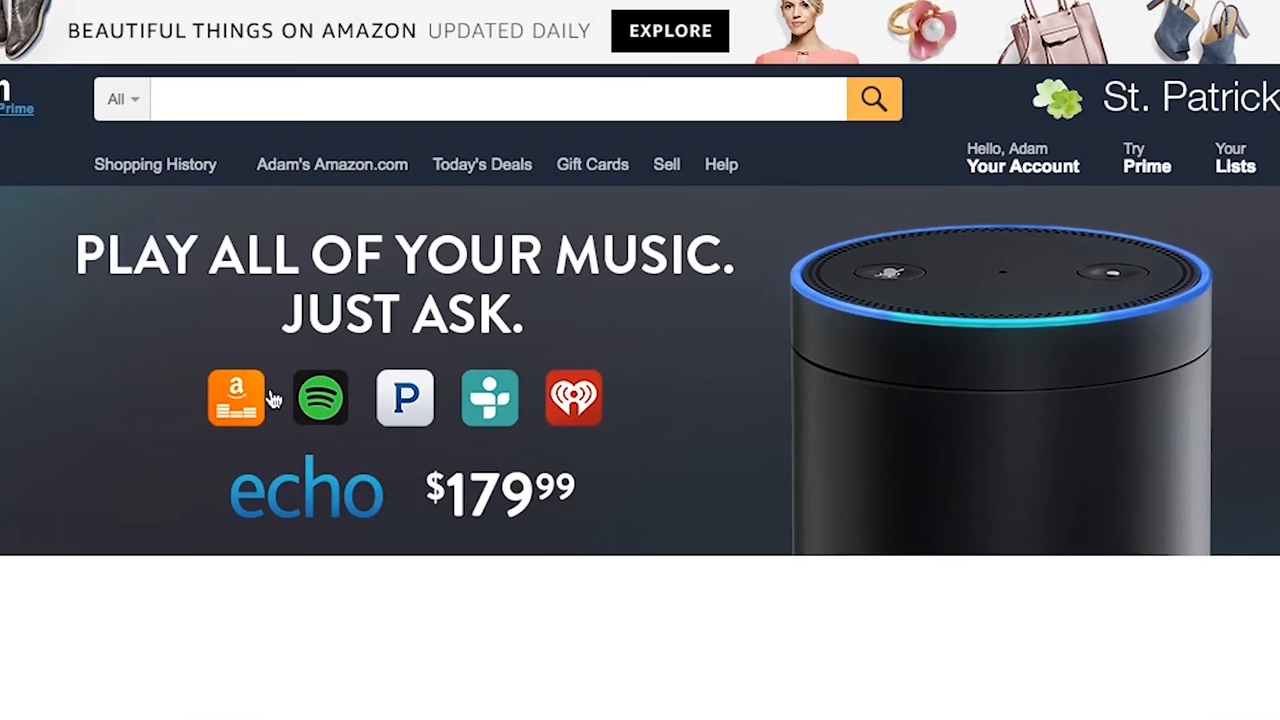 BEAUTIFUL THINGS ON AMAZON UPDATED DAILY EXPLORE
Prime
All
St. Patrick
Shopping History Adam's Amazon.com Today's Deals Gift Cards Sell Help
Hello, Adam
Your Account
Try
Prime
Your
Lists
PLAY ALL OF YOUR MUSIC.
JUST ASK.
a
P
echo $179.99